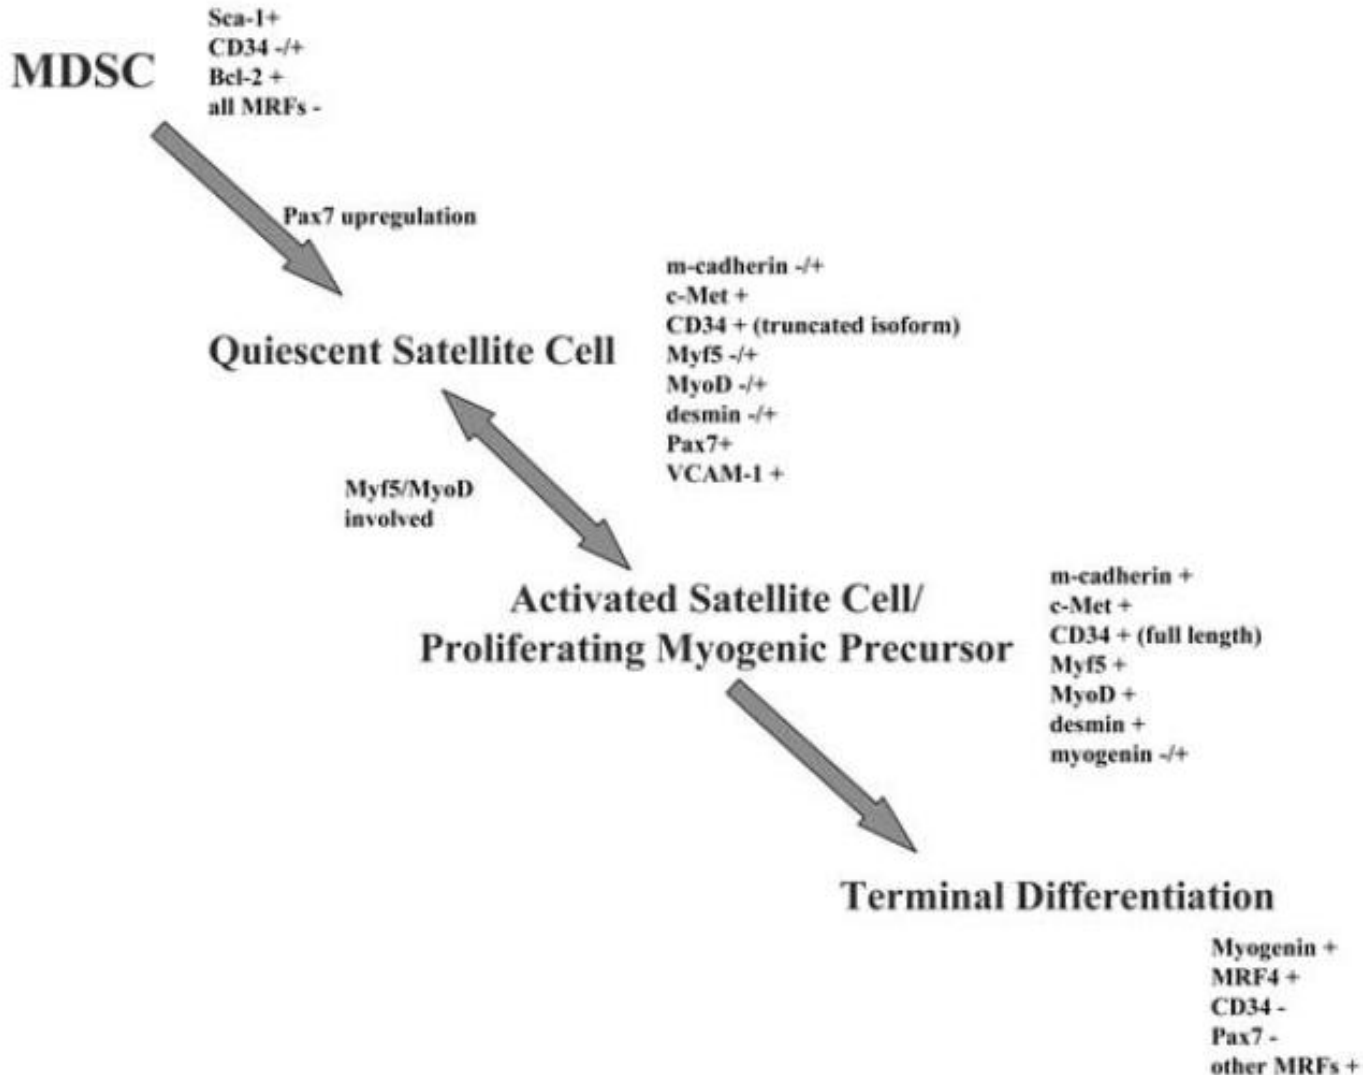 MDSC
Sca-1+
CD34 -/+
Bcl-2 +
all MRFs -
Pax7 upregulation
Quiescent Satellite Cell
m-cadherin -/+
c-Met +
CD34 + (truncated isoform)
Myf5 -/+
MyoD -/+
desmin -/+
Pax7+
VCAM-1 +
Myf5/MyoD
involved
Activated Satellite Cell/
Proliferating Myogenic Precursor
m-cadherin +
c-Met +
CD34 + (full length)
Myf5 +
MyoD +
desmin +
myogenin -/+
Terminal Differentiation
Myogenin +
MRF4 +
CD34 -
Pax7 -
other MRFs +